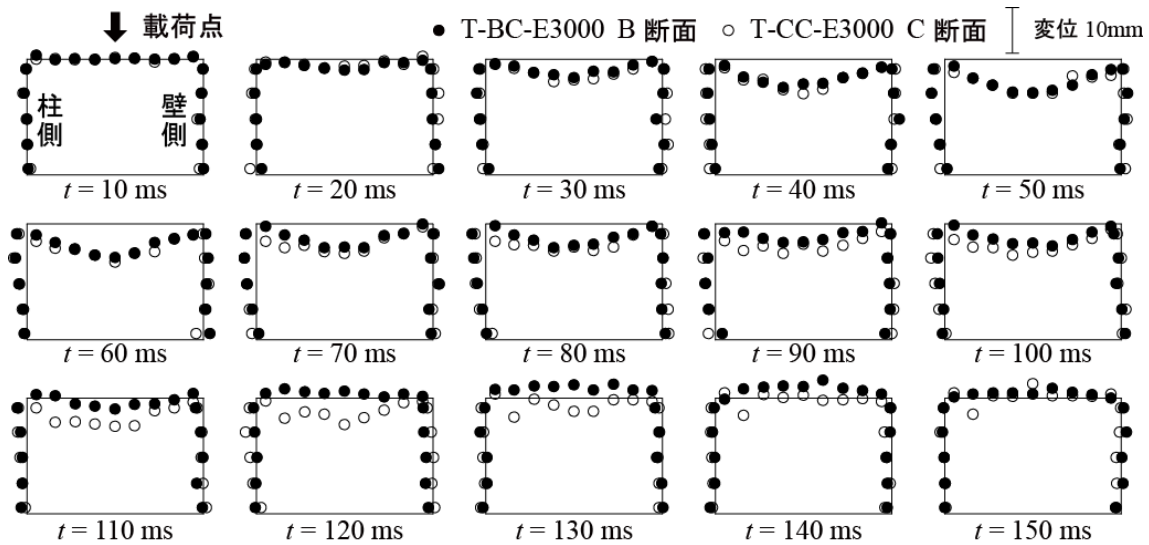 載荷点 ● T-BC-E3000 B 断面 ○ T-CC-E3000 C 断面 変位 10mm
柱側 壁側
t = 10 ms t = 20 ms t = 30 ms t = 40 ms t = 50 ms
t = 60 ms t = 70 ms t = 80 ms t = 90 ms t = 100 ms
t = 110 ms t = 120 ms t = 130 ms t = 140 ms t = 150 ms